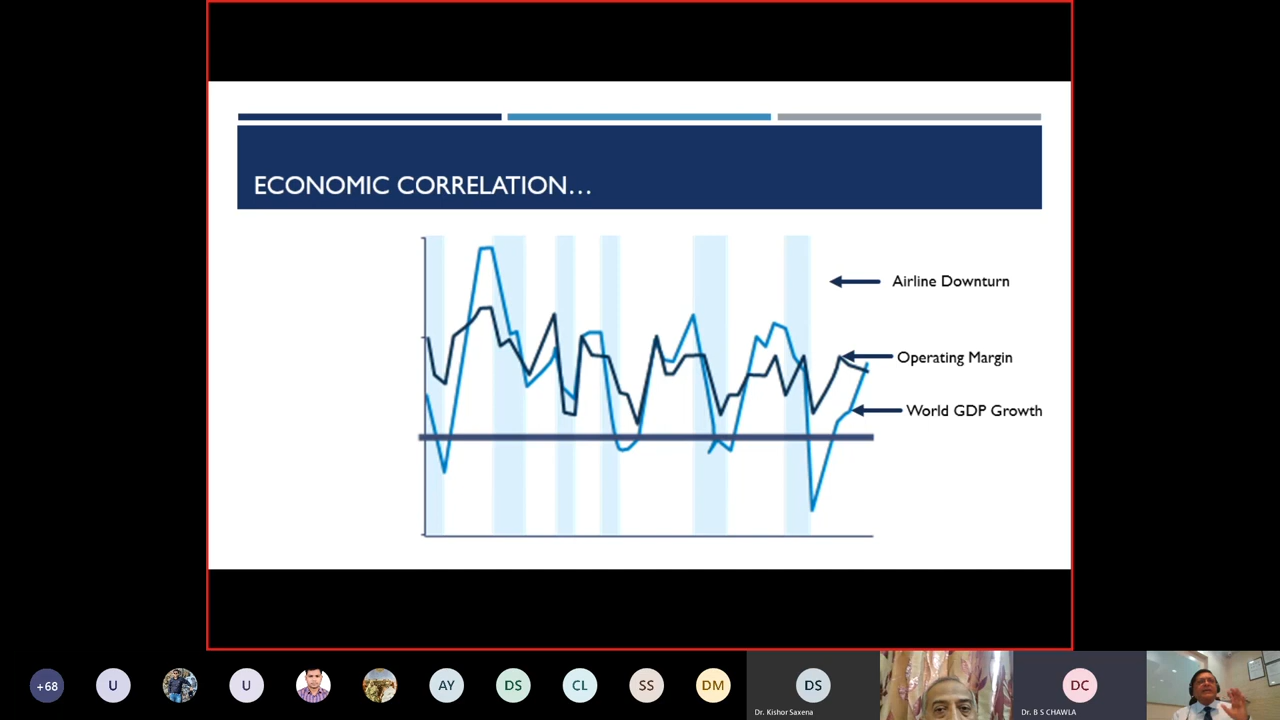 ECONOMIC CORRELATION...
Airline Downturn
Operating Margin
World GDP Growth
+68
U
U
AY
DS
CL
SS
DM
DS
DC
Dr. Kishor Saxena
Dr. B S CHAWLA